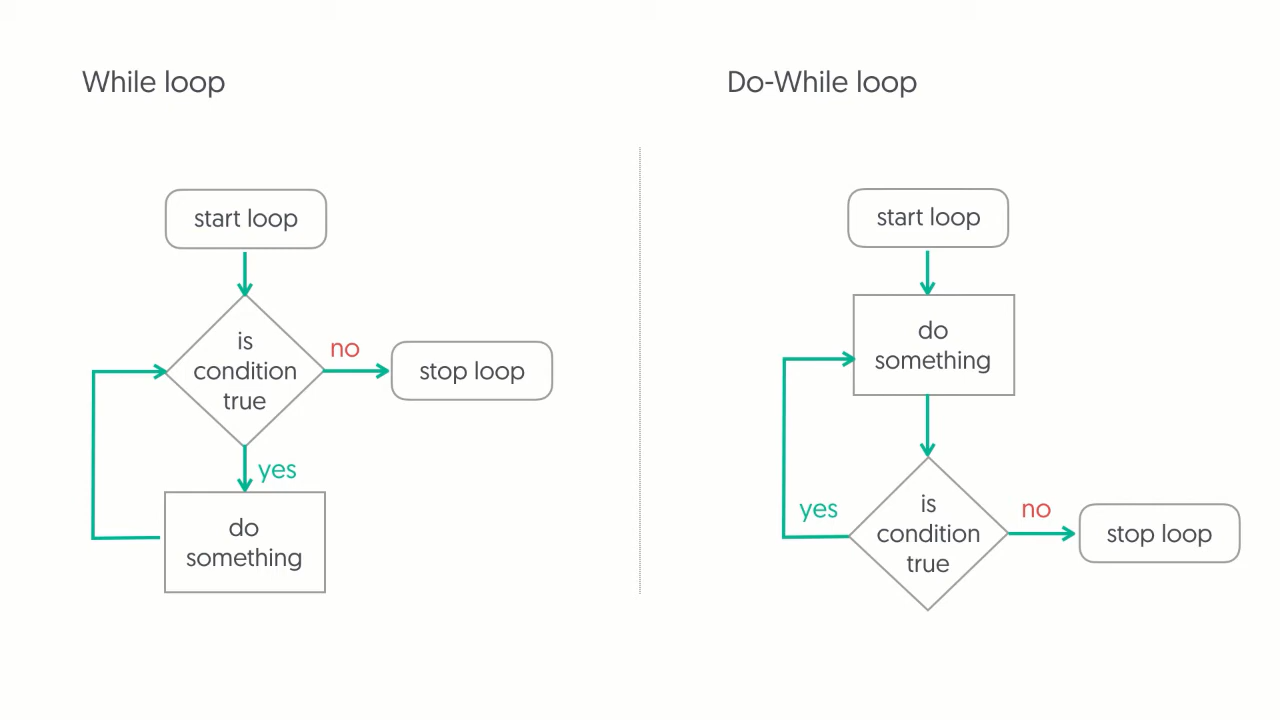 While loop
start loop
is
condition
true
no
stop loop
yes
do
something
Do-While loop
start loop
do
something
yes
is
condition
true
no
stop loop